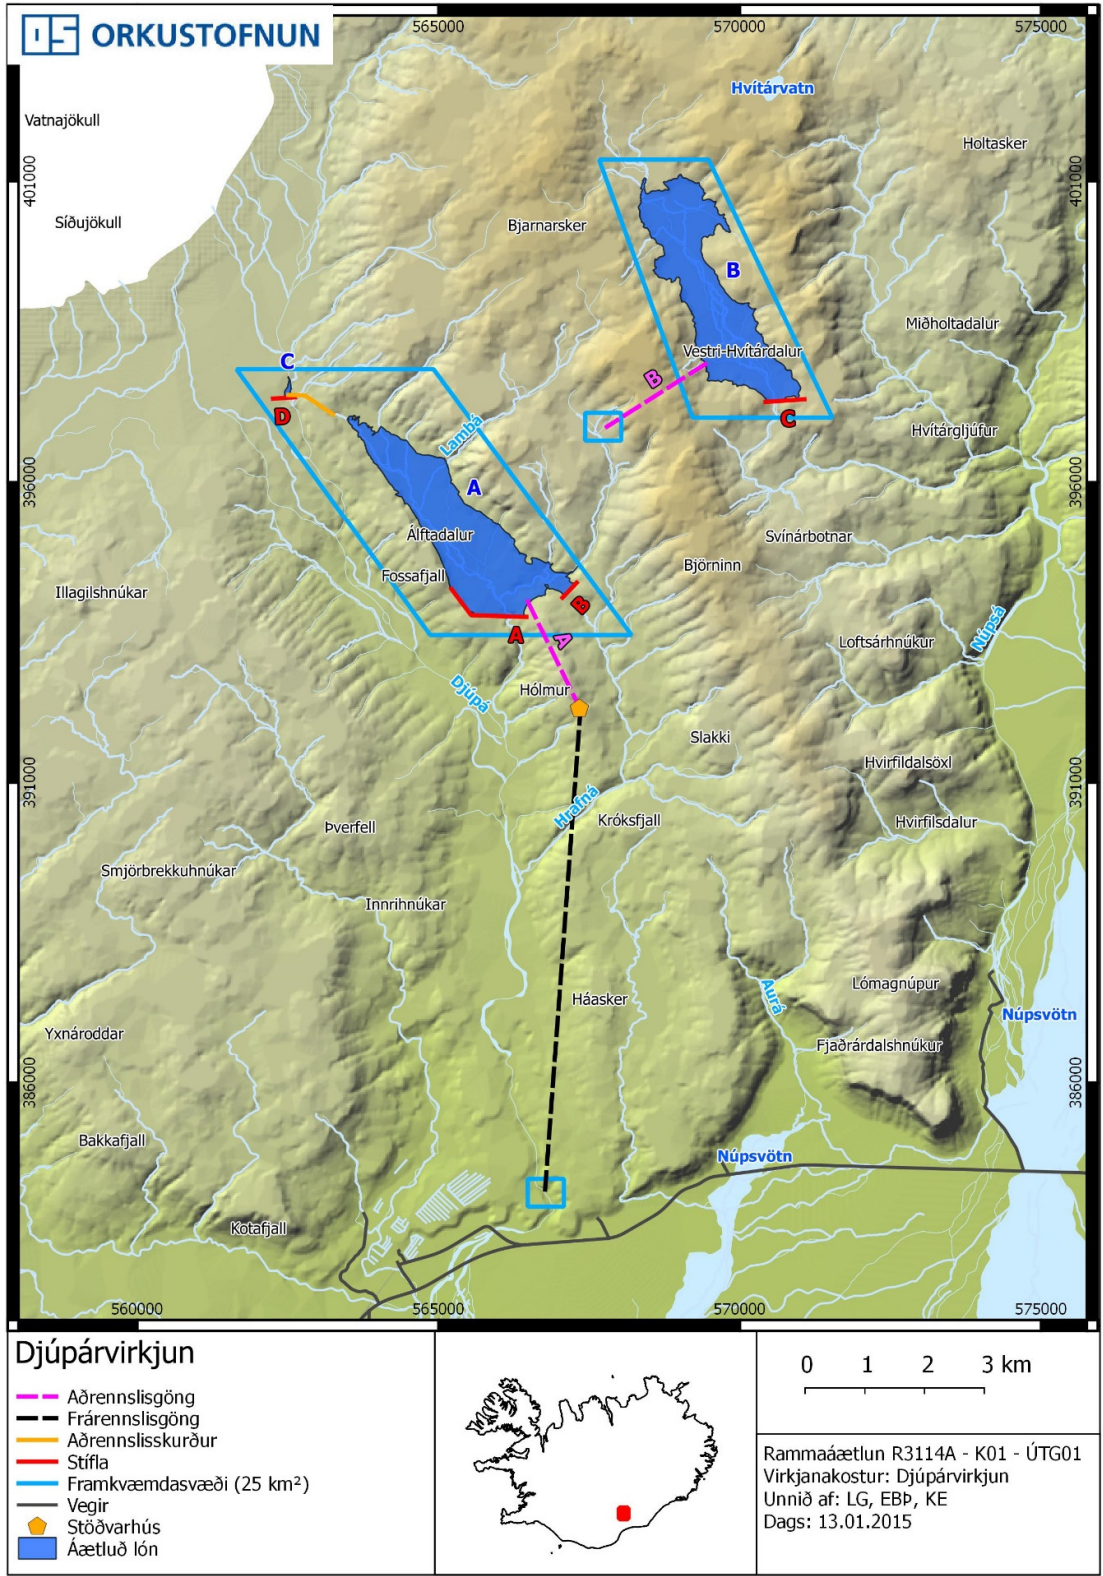 OS ORKUSTOFNUN
565000
570000
575000
Hvítárvatn
Vatnajökull
Holtasker
401000
401000
Síðujökull
Bjarnarsker
B
Miðholtadalur
Vestri-Hvítárdalur
C
B
D
C
Lambá
Hvítárgljúfur
396000
396000
A
Álftadalur
Svínárbotnar
Björninn
Fossafjall
Illagilshnúkar
B
A
A
Loftsárhnúkur
Núpsá
Djúpá
Hólmur
Slakki
Hvirfildalsöxl
391000
391000
Hrafná
Króksfjall
Hvirfilsdalur
Þverfell
Smjörbrekkuhnúkar
Innrihnúkar
Lómagnúpur
Aurá
Háasker
Núpsvötn
Yxnároddar
Fjaðrárdalshnúkur
386000
386000
Bakkafjall
Núpsvötn
Kotafjall
560000
565000
570000
575000
Djúpárvirkjun
Aðrennslisgöng
Frárennslisgöng
Aðrennslisskurður
Stífla
Framkvæmdasvæði (25 km²)
Vegir
Stöðvarhús
Áætluð lón
0 1 2 3 km
Rammaáætlun R3114A - K01 - ÚTG01
Virkjanakostur: Djúpárvirkjun
Unnið af: LG, EBÞ, KE
Dags: 13.01.2015